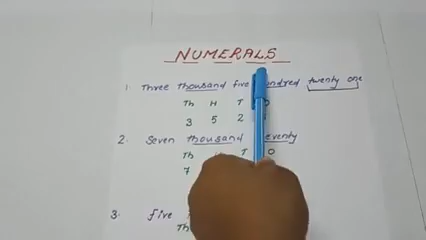 NUMERALS
1. Three thousand five hundred twenty one
Th H T O
3 5 2
2. Seven thousand seventy
Th T O
7
3. five
Th